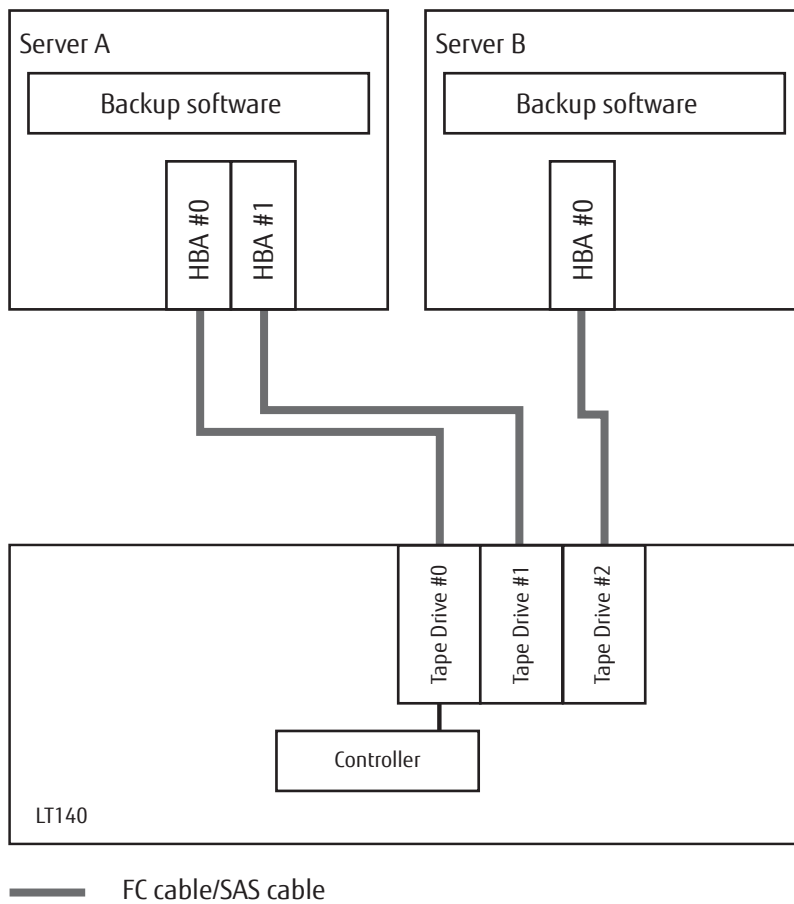 Server A
Server B
Backup software
Backup software
HBA #0
HBA #1
HBA #0
Tape Drive #0
Tape Drive #1
Tape Drive #2
Controller
LT140
FC cable/SAS cable